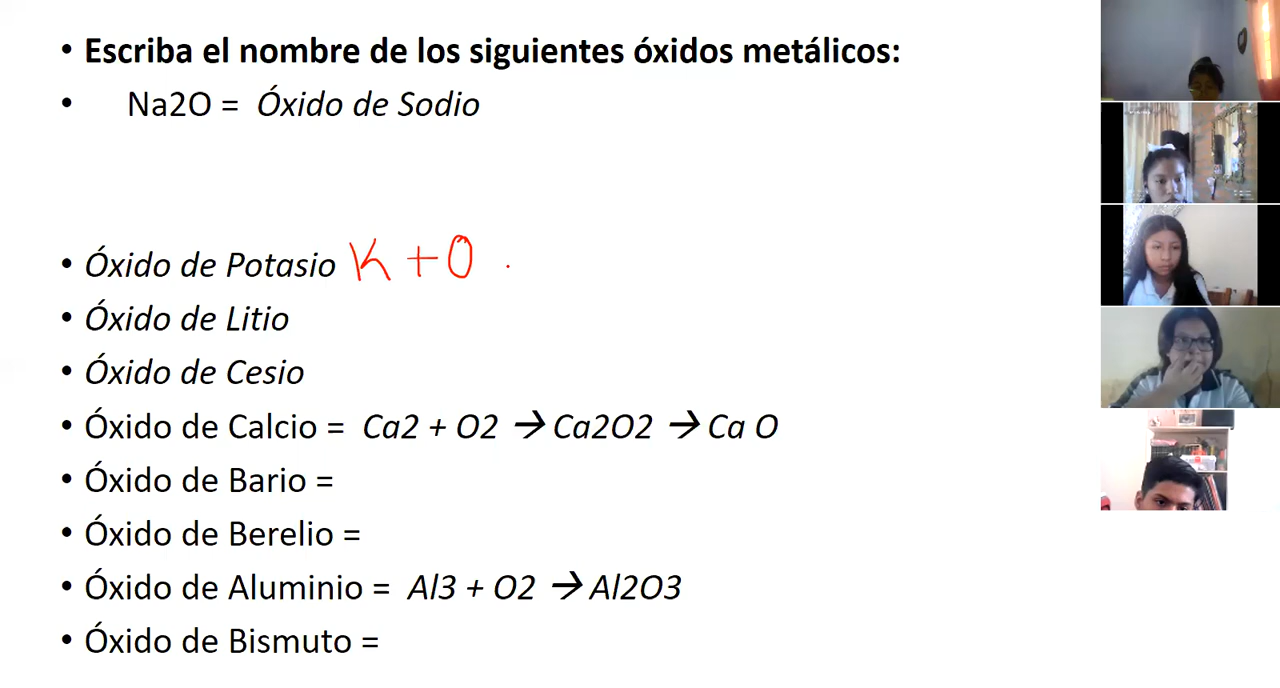 • Escriba el nombre de los siguientes óxidos metálicos:
• Na2O = Óxido de Sodio
• Óxido de Potasio K + O
• Óxido de Litio
• Óxido de Cesio
• Óxido de Calcio = Ca2 + O2 → Ca2O2 → Ca O
• Óxido de Bario =
• Óxido de Berelio =
• Óxido de Aluminio = Al3 + O2 → Al2O3
• Óxido de Bismuto =